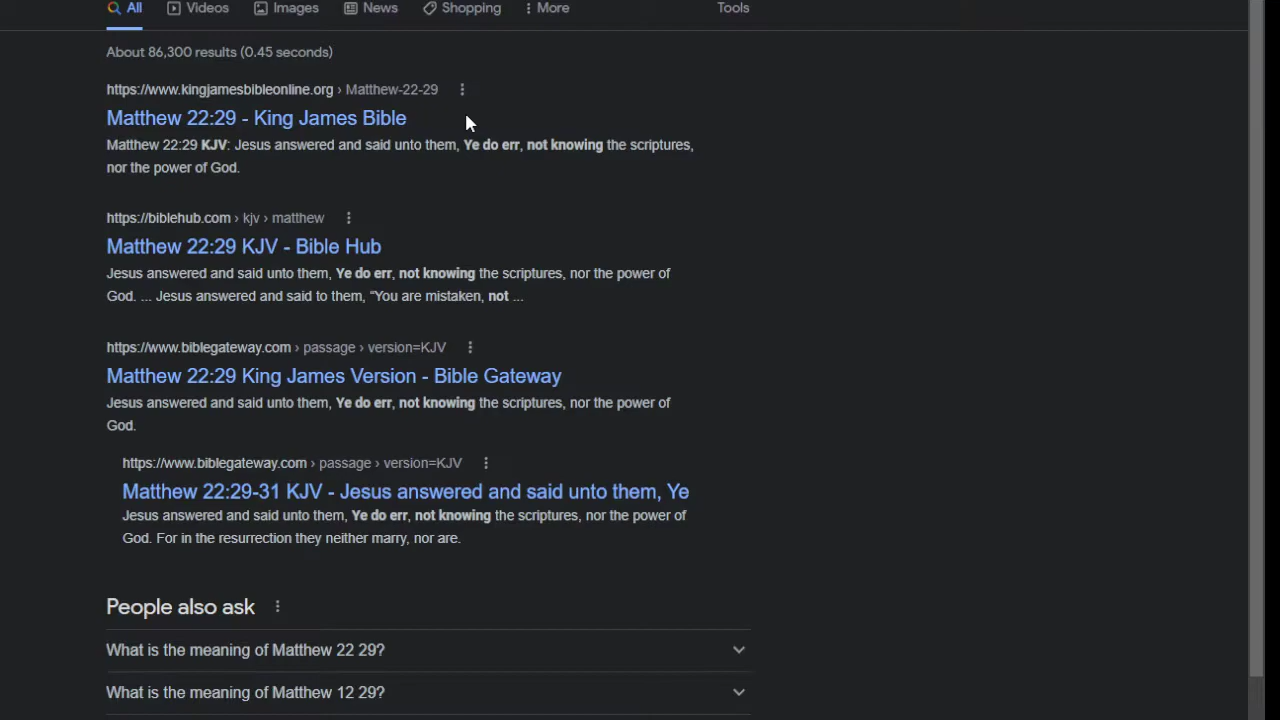 All Videos Images News Shopping More Tools
About 86,300 results (0.45 seconds)
https://www.kingjamesbibleonline.org › Matthew-22-29
Matthew 22:29 - King James Bible
Matthew 22:29 KJV: Jesus answered and said unto them, Ye do err, not knowing the scriptures,
nor the power of God.
https://biblehub.com › kjv › matthew
Matthew 22:29 KJV - Bible Hub
Jesus answered and said unto them, Ye do err, not knowing the scriptures, nor the power of
God. ... Jesus answered and said to them, “You are mistaken, not ...
https://www.biblegateway.com › passage › version=KJV
Matthew 22:29 King James Version - Bible Gateway
Jesus answered and said unto them, Ye do err, not knowing the scriptures, nor the power of
God.
https://www.biblegateway.com › passage › version=KJV
Matthew 22:29-31 KJV - Jesus answered and said unto them, Ye
Jesus answered and said unto them, Ye do err, not knowing the scriptures, nor the power of
God. For in the resurrection they neither marry, nor are.
People also ask
What is the meaning of Matthew 22 29?
What is the meaning of Matthew 12 29?